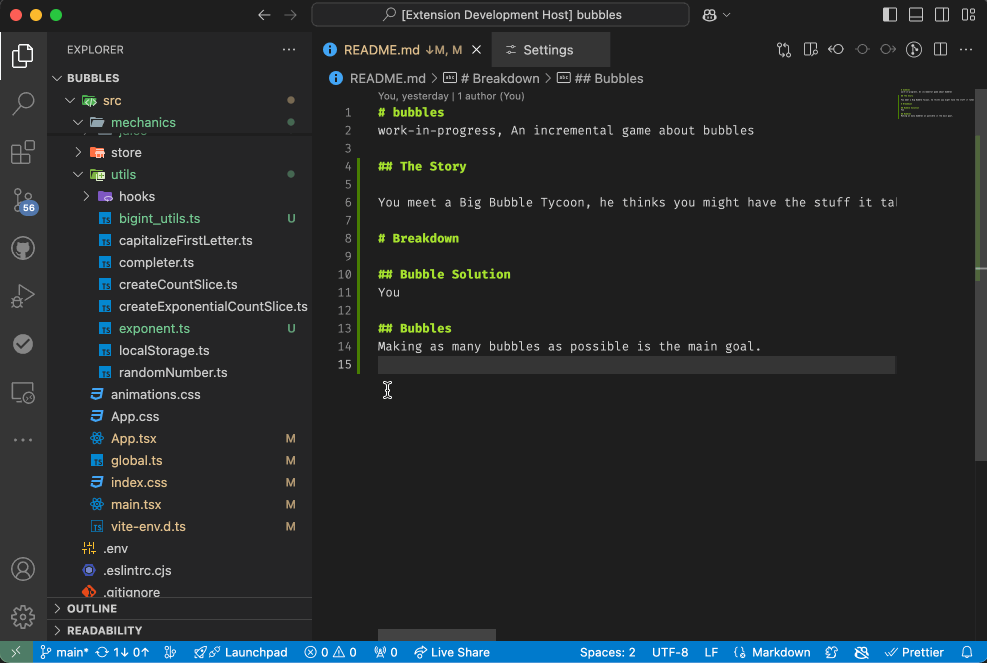 [Extension Development Host] bubbles
EXPLORER
README.md ↓M, M
Settings
BUBBLES
README.md > # Breakdown > ## Bubbles
src
You, yesterday | 1 author (You)
mechanics
store
utils
hooks
bigint_utils.ts U
capitalizeFirstLetter.ts
completer.ts
createCountSlice.ts
createExponentialCountSlice.ts
exponent.ts U
localStorage.ts
randomNumber.ts
animations.css
App.css
App.tsx M
global.ts M
index.css M
main.tsx M
vite-env.d.ts M
.env
.eslintrc.cjs
.gitignore
OUTLINE
READABILITY
56
1 # bubbles
2 work-in-progress, An incremental game about bubbles
3
4 ## The Story
5
6 You meet a Big Bubble Tycoon, he thinks you might have the stuff it
7
8 # Breakdown
9
10 ## Bubble Solution
11 You
12
13 ## Bubbles
14 Making as many bubbles as possible is the main goal.
15
main* 1↓ 0↑ Launchpad 0 0 0 Live Share Spaces: 2 UTF-8 LF Markdown Prettier